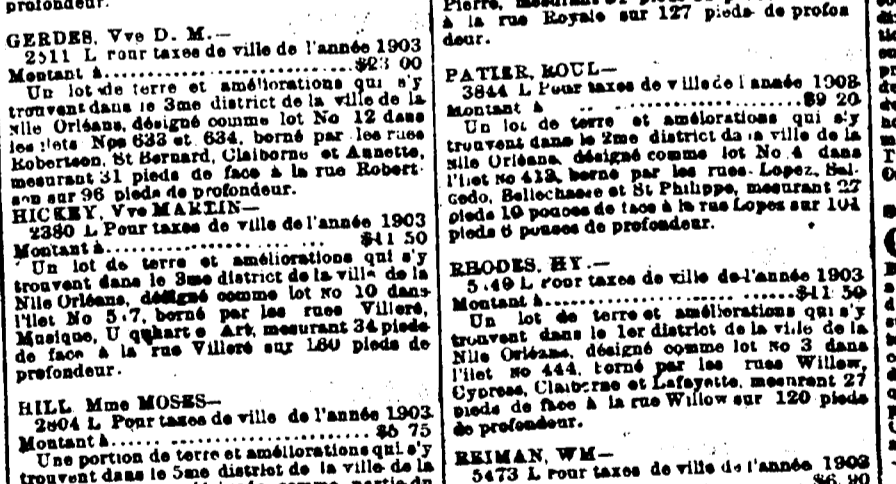 profondeur.
GERDES, Vve D. M.—
2511 L Pour taxes de ville de l'année 1903
Montant à.......................$23 00
Un lot de terre et améliorations qui s'y
trouvent dans le 3me district de la ville de la
Nlle Orléans, désigné comme lot No 12 dans
les ilets Nos 633 et 634, borné par les rues
Robertson, St Bernard, Claiborne et Annette,
mesurant 31 pieds de face à la rue Robert-
son sur 96 pieds de profondeur.
HICKEY, Vve MARTIN—
2380 L Pour taxes de ville de l'année 1903
Montant à....................... $11 50
Un lot de terre et améliorations qui s'y
trouvent dans le 3me district de la ville de la
Nlle Orléans, désigné comme lot No 10 dans
l'ilet No 5 7, borné par les rues Villeré,
Musique, U quhart e Art, mesurant 34 pieds
de face à la rue Villeré sur 180 pieds de
profondeur.
HILL Mme MOSES—
2804 L Pour taxes de ville de l'année 1903
Montant à...... ................ $5 75
Une portion de terre et améliorations qui s'y
trouvent dans le 5me district de la ville de la
comme partie du
Pierre,
à la rue Royale sur 127 pieds de profon
deur.
PATIER, ROUL—
3844 L Pour taxes de ville de l'année 1903
Montant à .. ....................$9 20
Un lot de terre et amélorations qui s'y
trouvent dans le 2me district de la ville de la
Nlle Orléans, désigné comme lot No 4 dans
l'ilet No 413, borné par les rues Lopez, Sal-
cedo, Bellechasse et St Philippe, mesurant 27
pieds 10 pouces de face à la rue Lopes sur 104
pieds 6 pouses de profondeur.
RHODES, HY.—
5 49 L Pour taxes de ville de l'année 1903
Montant à.......................$11 50
Un lot de terre et améliorations qui s'y
trouvent dans le 1er district de la ville de la
Nlle Orléans, désigné comme lot No 3 dans
l'ilet No 444, borné par les rues Willow,
Cypress, Claiborne et Lafayette, mesurant 27
pieds de face à la rue Willow sur 120 pieds
de profondeur.
REIMAN, WM—
5473 L Pour taxes de ville de l'année 1903
$6.90